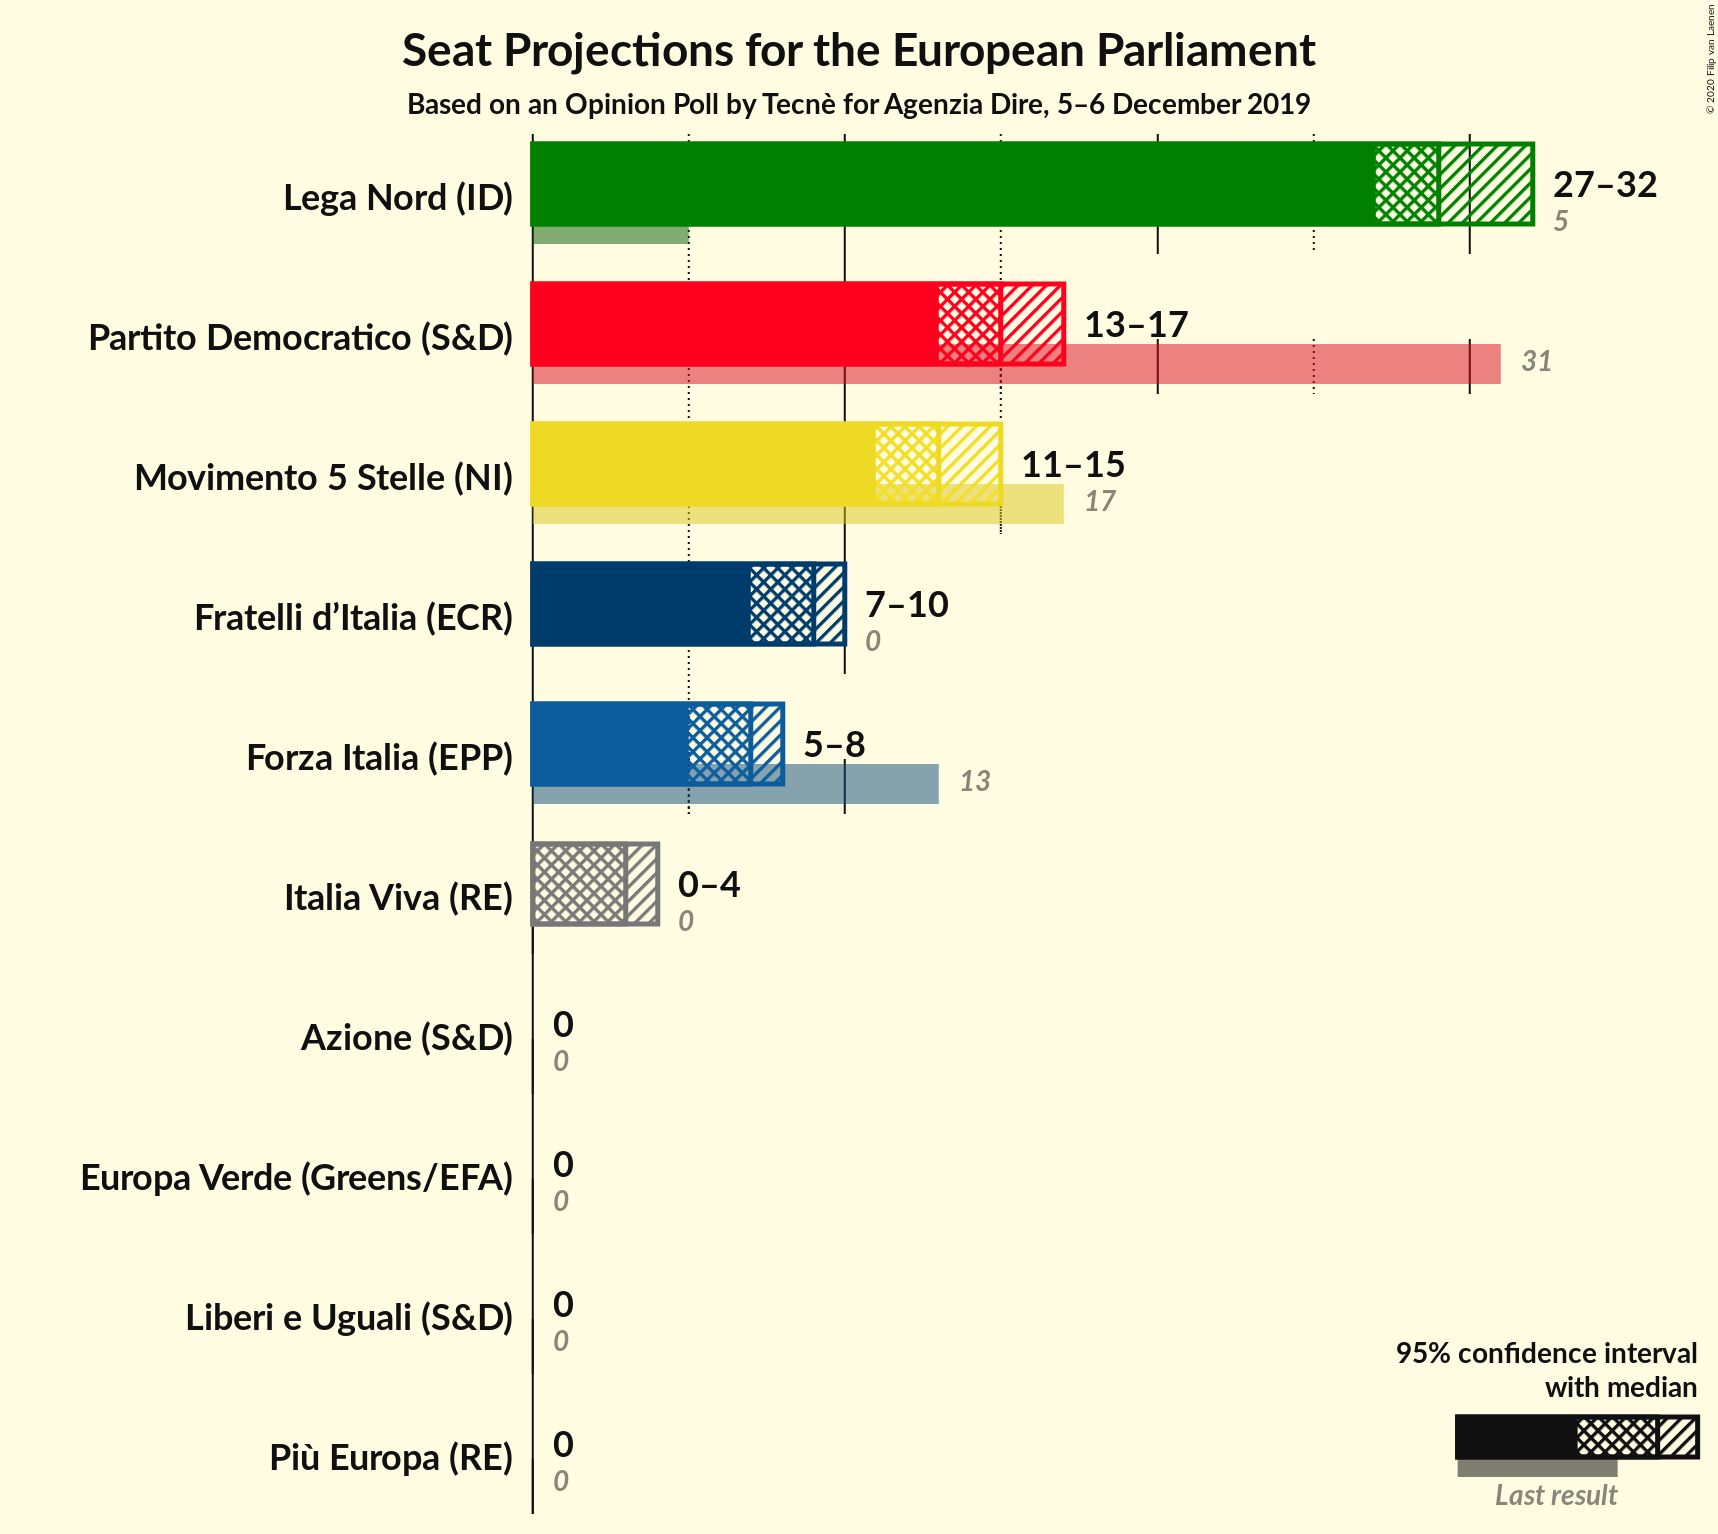 Seat Projections for the European Parliament
Based on an Opinion Poll by Tecnè for Agenzia Dire, 5–6 December 2019
© 2020 Filip van Laenen
Lega Nord (ID)
27–32
5
Partito Democratico (S&D)
13–17
31
Movimento 5 Stelle (NI)
11–15
17
Fratelli d’Italia (ECR)
7–10
0
Forza Italia (EPP)
5–8
13
Italia Viva (RE)
0–4
0
Azione (S&D)
0
0
Europa Verde (Greens/EFA)
0
0
Liberi e Uguali (S&D)
0
0
Più Europa (RE)
0
0
95% confidence interval
with median
Last result